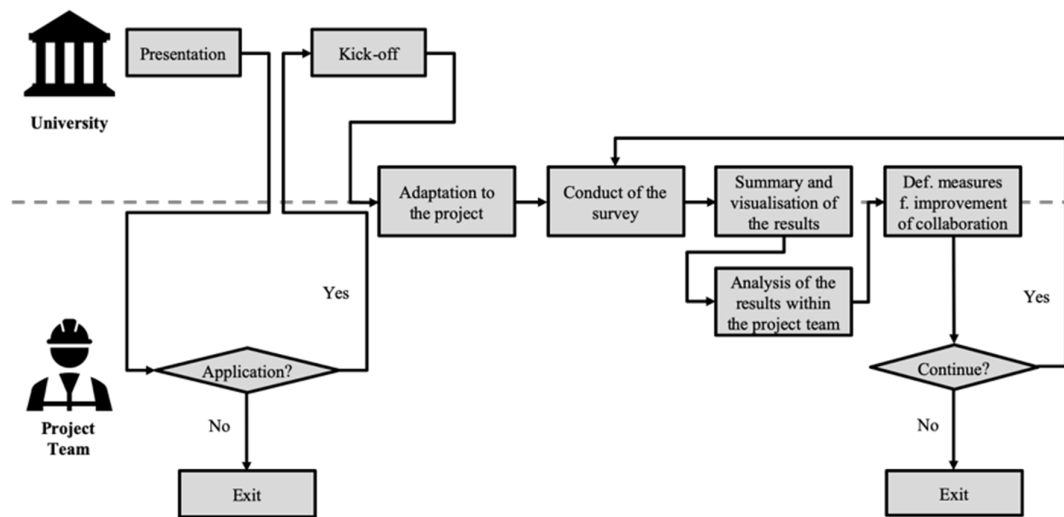 Presentation
Kick-off
University
Adaptation to
the project
Conduct of the
survey
Summary and
visualisation of
the results
Def. measures
f. improvement
of collaboration
Analysis of the
results within
the project team
Yes
Yes
Application?
Continue?
Project
Team
No
No
Exit
Exit